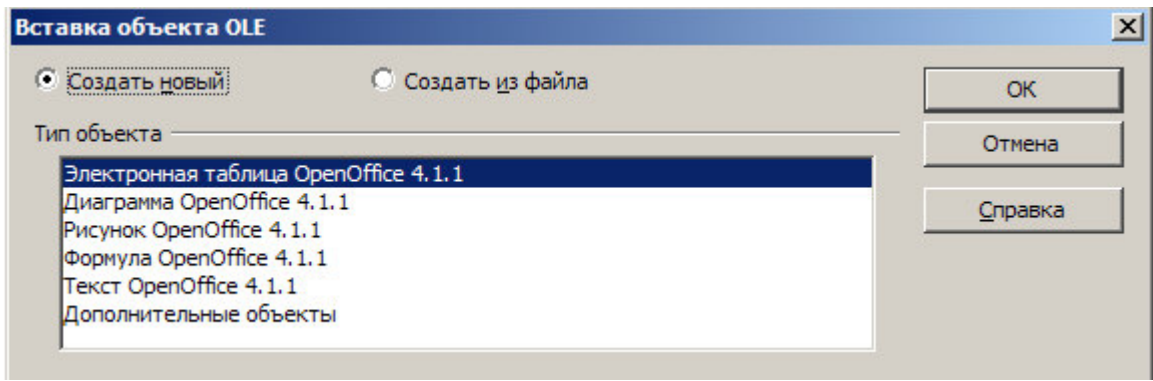 Вставка объекта OLE
Создать новый
Создать из файла
ОК
Тип объекта
Отмена
Электронная таблица OpenOffice 4.1.1
Диаграмма OpenOffice 4.1.1
Справка
Рисунок OpenOffice 4.1.1
Формула OpenOffice 4.1.1
Текст OpenOffice 4.1.1
Дополнительные объекты